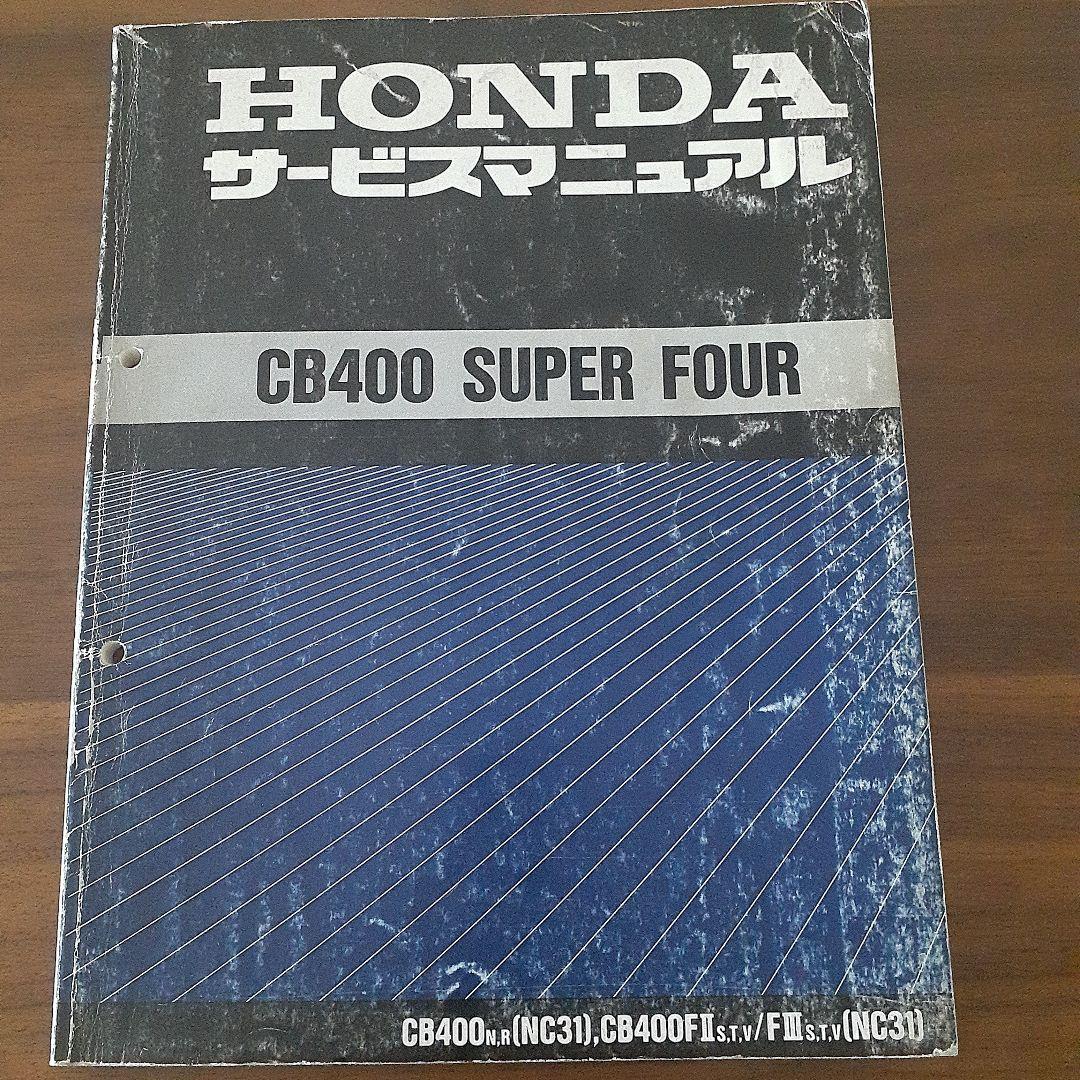 HONDA
サービスマニュアル
CB400 SUPER FOUR
CB400N,R(NC31),CB400FⅡS,T,V/FⅢS,T,V(NC31)